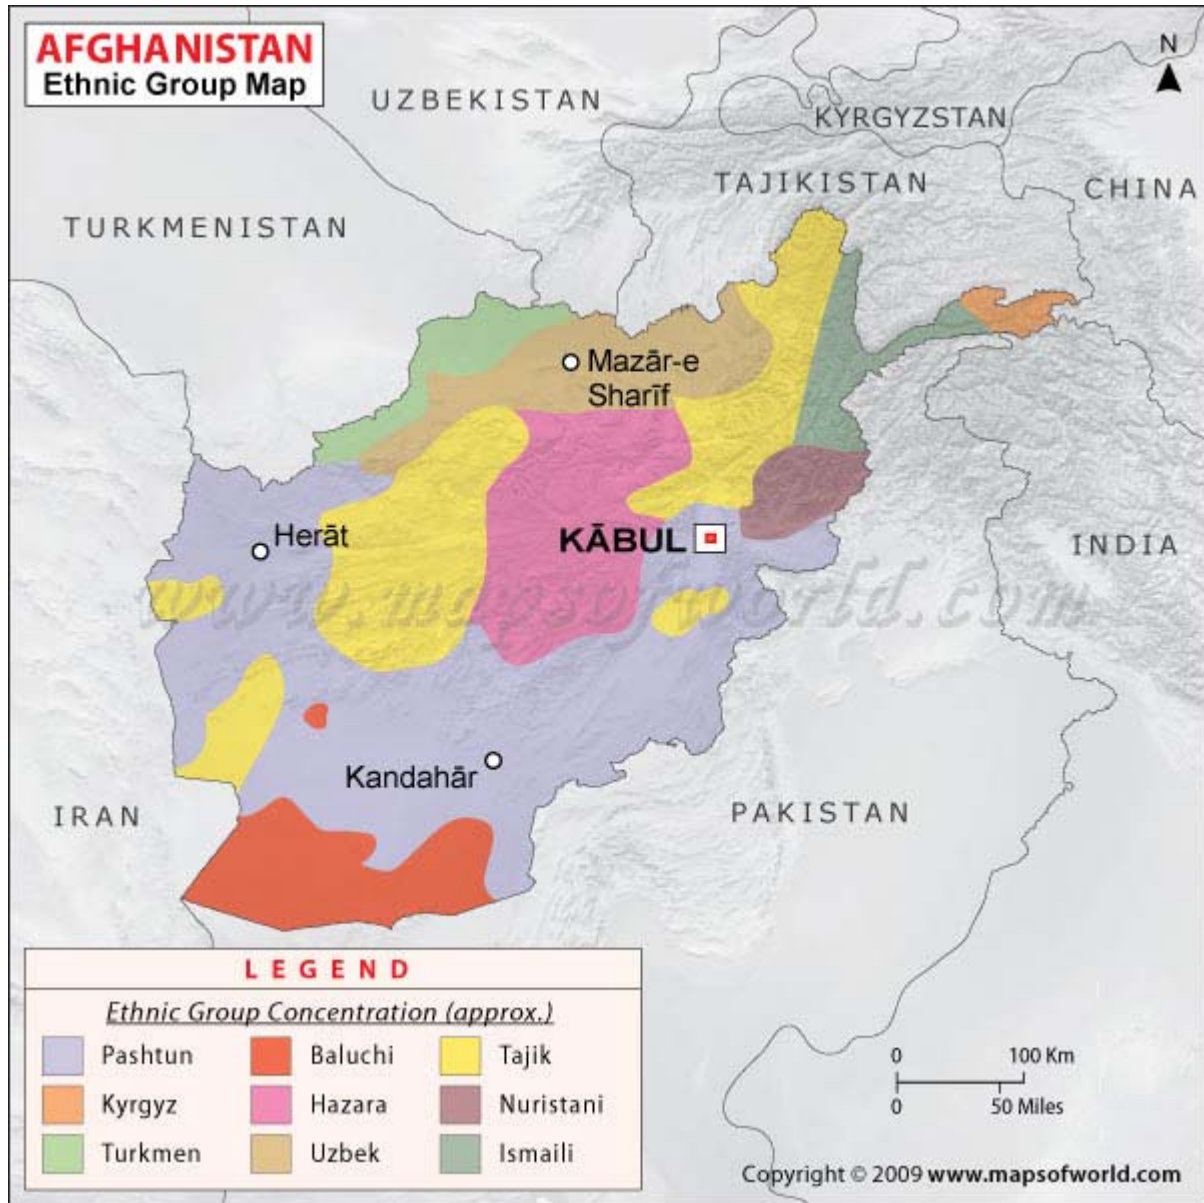 AFGHANISTAN
Ethnic Group Map
N
UZBEKISTAN
KYRGYZSTAN
TAJIKISTAN
CHINA
TURKMENISTAN
Mazār-e
Sharīf
Herāt
KĀBUL
INDIA
www.mapsofworld.com
Kandahār
IRAN
PAKISTAN
LEGEND
Ethnic Group Concentration (approx.)
Pashtun Baluchi Tajik
Kyrgyz Hazara Nuristani
Turkmen Uzbek Ismaili
0 100 Km
0 50 Miles
Copyright © 2009 www.mapsofworld.com